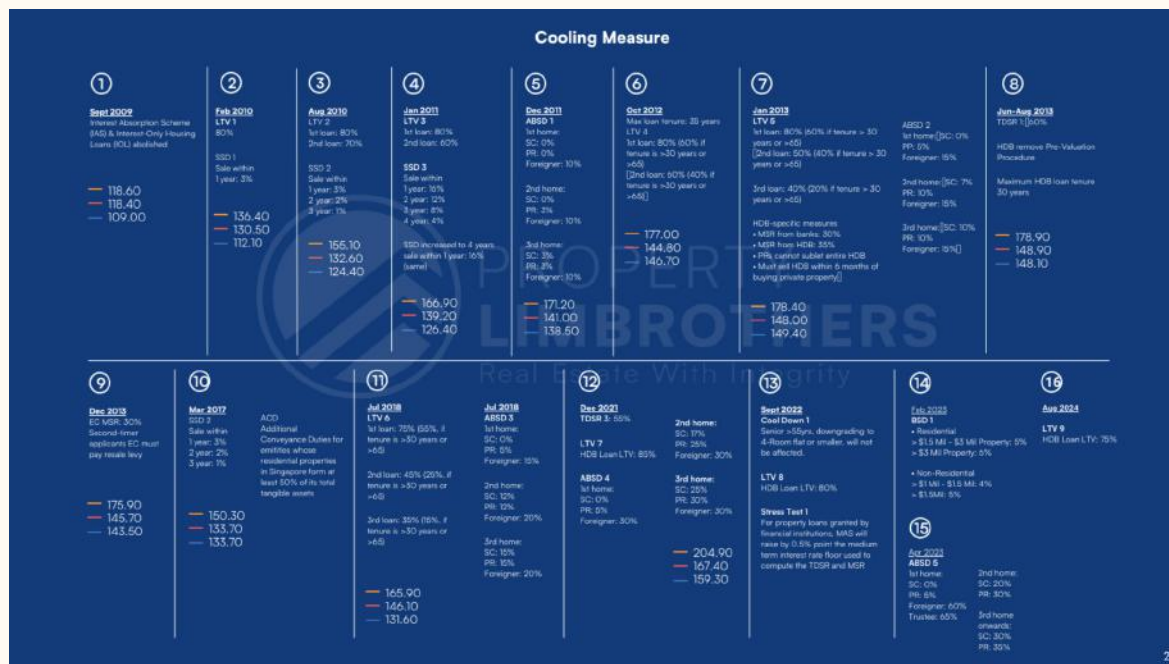 Cooling Measure
1
Sept 2009
Interest Absorption Scheme
(IAS) & Interest-Only Housing
Loans (IOL) abolished
118.60
118.40
109.00
2
Feb 2010
LTV 1
80%
SSD 1
Sale within
1 year: 3%
136.40
130.50
112.10
3
Aug 2010
LTV 2
1st loan: 80%
2nd loan: 70%
SSD 2
Sale within
1 year: 3%
2 year: 2%
3 year: 1%
155.10
132.60
124.40
4
Jan 2011
LTV 3
1st loan: 80%
2nd loan: 60%
SSD 3
Sale within
1 year: 16%
2 year: 12%
3 year: 8%
4 year: 4%
SSD increased to 4 years
sale within 1 year: 16%
(same)
166.90
139.20
126.40
5
Dec 2011
ABSD 1
1st home:
SC: 0%
PR: 0%
Foreigner: 10%
2nd home:
SC: 0%
PR: 3%
Foreigner: 10%
3rd home:
SC: 3%
PR: 3%
Foreigner: 10%
171.20
141.00
138.50
6
Oct 2012
Max loan tenure: 35 years
LTV 4
1st loan: 80% (60% if
tenure is >30 years or
>65)
2nd loan: 60% (40% if
tenure is >30 years or
>65)
177.00
144.80
146.70
7
Jan 2013
LTV 5
1st loan: 80% (60% if tenure > 30
years or >65)
2nd loan: 50% (40% if tenure > 30
years or >65)
3rd loan: 40% (20% if tenure > 30
years or >65)
HDB-specific measures
• MSR from banks: 30%
• MSR from HDB: 35%
• PRs cannot sublet entire HDB
• Must sell HDB within 6 months of
buying private property
178.40
148.00
149.40
ABSD 2
1st home: SC: 0%
PP: 5%
Foreigner: 15%
2nd home: SC: 7%
PR: 10%
Foreigner: 15%
3rd home: SC: 10%
PR: 10%
Foreigner: 15%
8
Jun-Aug 2013
TDSR 1: 60%
HDB remove Pre-Valuation
Procedure
Maximum HDB loan tenure
30 years
178.90
148.90
148.10
9
Dec 2013
EC MSR: 30%
Second-timer
applicants EC must
pay resale levy
175.90
145.70
143.50
10
Mar 2017
SSD
Sale within
1 year: 3%
2 year: 2%
3 year: 1%
150.30
133.70
133.70
ACD
Additional
Conveyance Duties for
entities whose
residential properties
in Singapore form at
least 50% of its total
tangible assets
11
Jul 2018
LTV 6
1st loan: 75% (55%, if
tenure is >30 years or
>65)
2nd loan: 45% (25%, if
tenure is >30 years or
>65)
3rd loan: 35% (15%, if
tenure is >30 years or
>65)
165.90
146.10
131.60
Jul 2018
ABSD 3
1st home:
SC: 0%
PR: 5%
Foreigner: 15%
2nd home:
SC: 12%
PR: 12%
Foreigner: 20%
3rd home:
SC: 15%
PR: 15%
Foreigner: 20%
12
Dec 2021
TDSR 3: 55%
LTV 7
HDB Loan LTV: 85%
ABSD 4
1st home:
SC: 0%
PR: 5%
Foreigner: 30%
2nd home:
SC: 17%
PR: 25%
Foreigner: 30%
3rd home:
SC: 25%
PR: 30%
Foreigner: 30%
204.90
167.40
159.30
13
Sept 2022
Cool Down 1
Senior >55yrs, downgrading to
4-Room flat or smaller, will not
be affected.
LTV 8
HDB Loan LTV: 80%
Stress Test 1
For property loans granted by
financial institutions, MAS will
raise by 0.5% point the medium
term interest rate floor used to
compute the TDSR and MSR
14
Feb 2023
BSD 1
• Residential
> $1.5 Mil - $3 Mil Property: 5%
> $3 Mil Property: 6%
• Non-Residential
> $1 Mil - $1.5 Mil: 4%
> $1.5Mil: 5%
15
Apr 2023
ABSD 5
1st home:
SC: 0%
PR: 5%
Foreigner: 60%
Trustee: 65%
2nd home:
SC: 20%
PR: 30%
3rd home
onwards:
SC: 30%
PR: 35%
16
Aug 2024
LTV 9
HDB Loan LTV: 75%
PROPERTY
LIMBROTHERS
Real Estate With Integrity
2